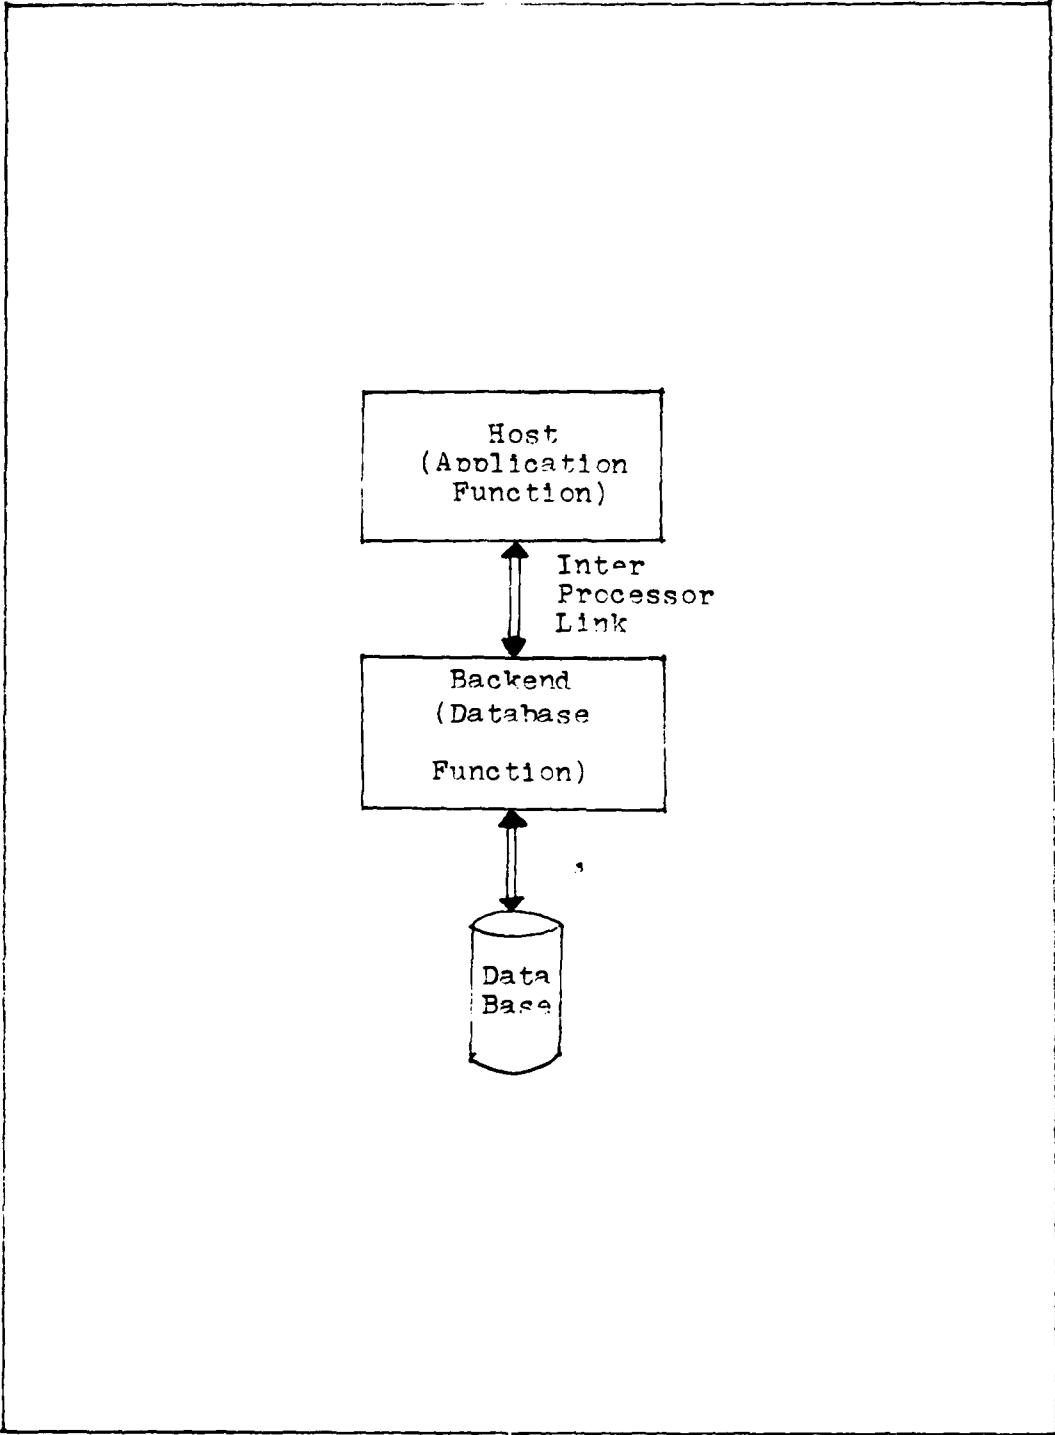 Host
(Application
Function)
Inter
Processor
Link
Backend
(Database
Function)
Data
Base